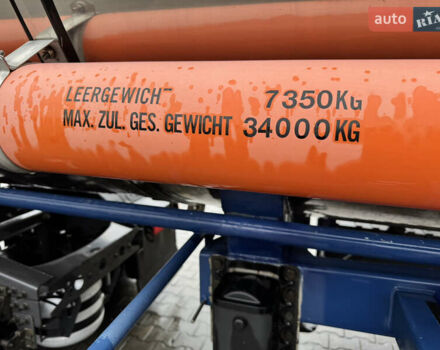 auto RIA
LEERGEWICHT 7350KG
MAX. ZUL. GES. GEWICHT 34000KG